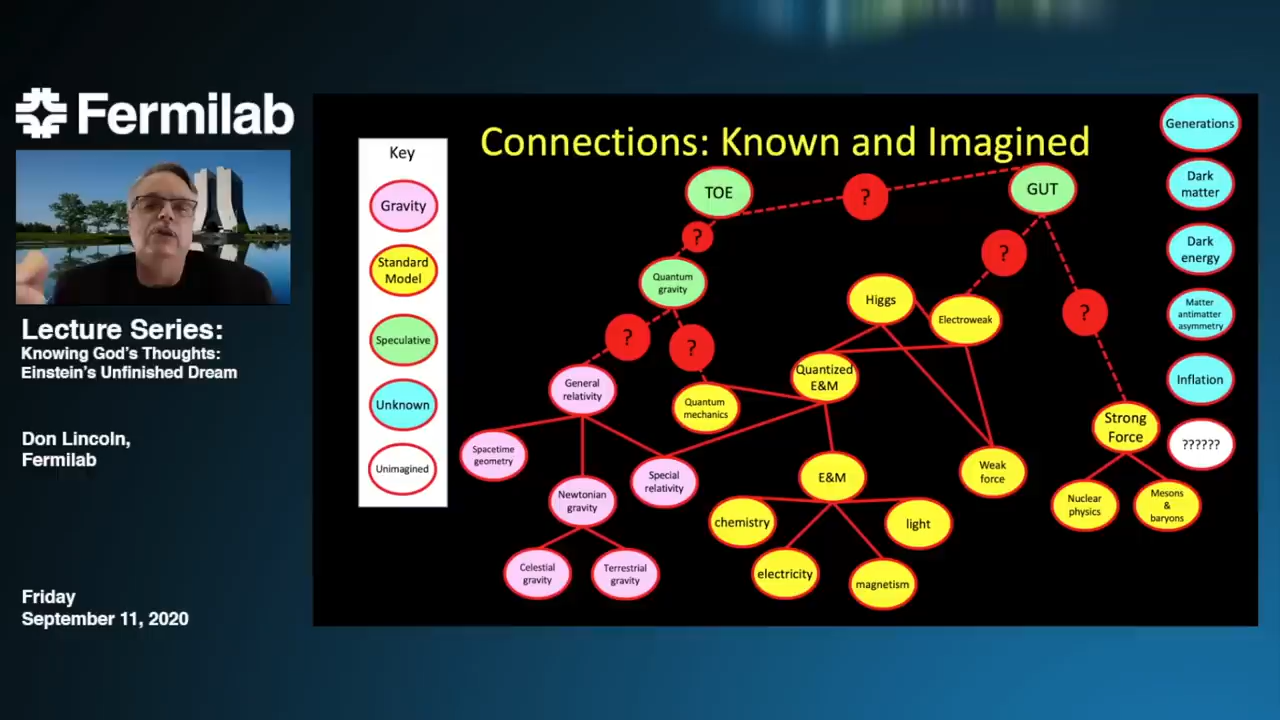 Fermilab
Lecture Series:
Knowing God's Thoughts:
Einstein's Unfinished Dream
Don Lincoln,
Fermilab
Friday
September 11, 2020
Connections: Known and Imagined
Key
Gravity
Standard
Model
Speculative
Unknown
Unimagined
TOE
?
GUT
?
Quantum
gravity
?
?
?
?
Higgs
Electroweak
General
relativity
Quantum
mechanics
Quantized
E&M
Strong
Force
Spacetime
geometry
Special
relativity
Newtonian
gravity
E&M
Weak
force
Nuclear
physics
Mesons
&
baryons
chemistry
light
Celestial
gravity
Terrestrial
gravity
electricity
magnetism
Generations
Dark
matter
Dark
energy
Matter
antimatter
asymmetry
Inflation
??????